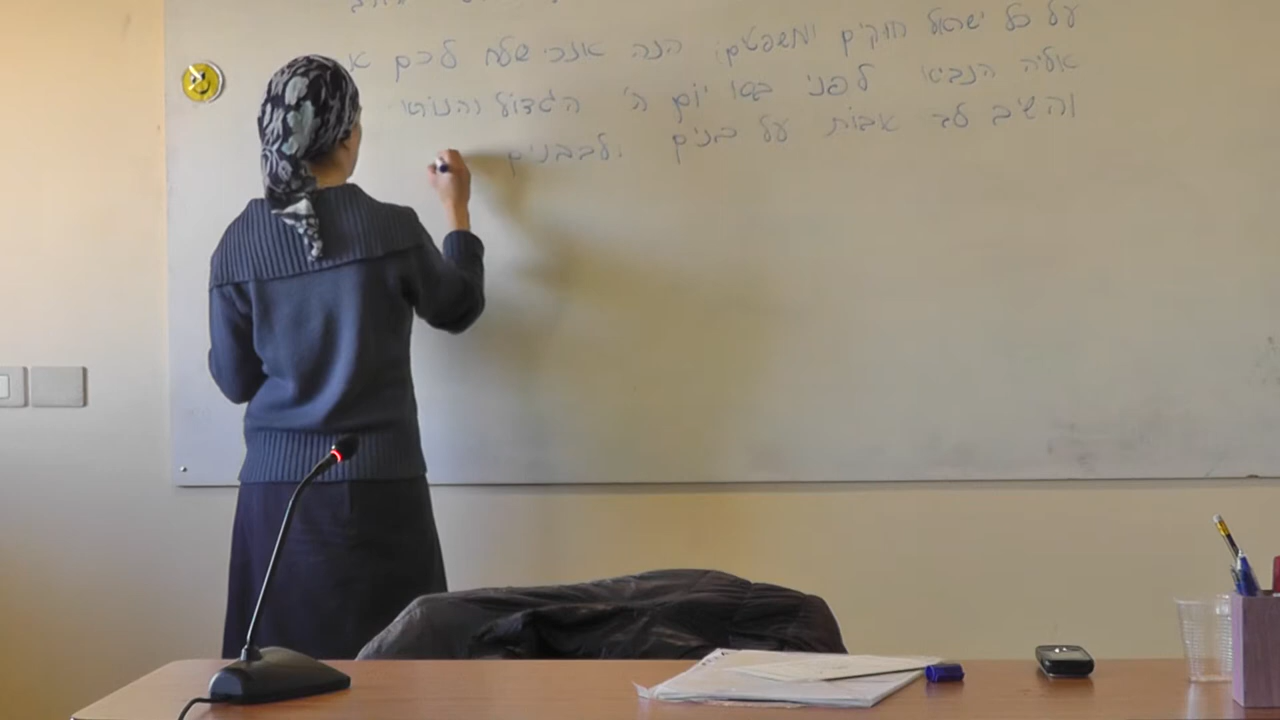 על כל ישראל חוקים ומשפטים: הנה אנכי שלח לכם א
אליה הנביא לפני בא יום ה' הגדול והנורא
והשיב לב אבות על בנים ולב בנים